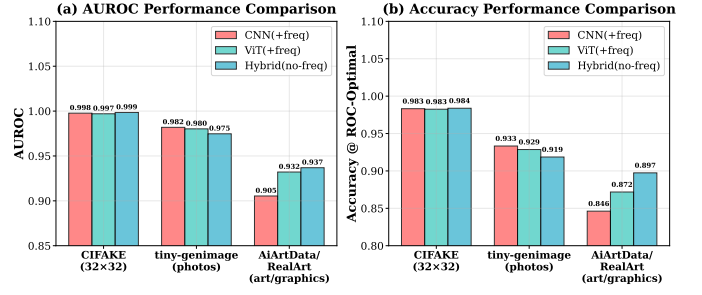 (a) AUROC Performance Comparison
1.10
1.05
1.00
0.95
0.90
0.85
AUROC
CNN(+freq)
ViT(+freq)
Hybrid(no-freq)
0.998 0.997 0.999
0.982 0.980 0.975
0.905 0.932 0.937
CIFAKE
(32×32)
tiny-genimage
(photos)
AiArtData/
RealArt
(art/graphics)
(b) Accuracy Performance Comparison
1.10
1.05
1.00
0.95
0.90
0.85
0.80
Accuracy @ ROC-Optimal
CNN(+freq)
ViT(+freq)
Hybrid(no-freq)
0.983 0.983 0.984
0.933 0.929 0.919
0.846 0.872 0.897
CIFAKE
(32×32)
tiny-genimage
(photos)
AiArtData/
RealArt
(art/graphics)